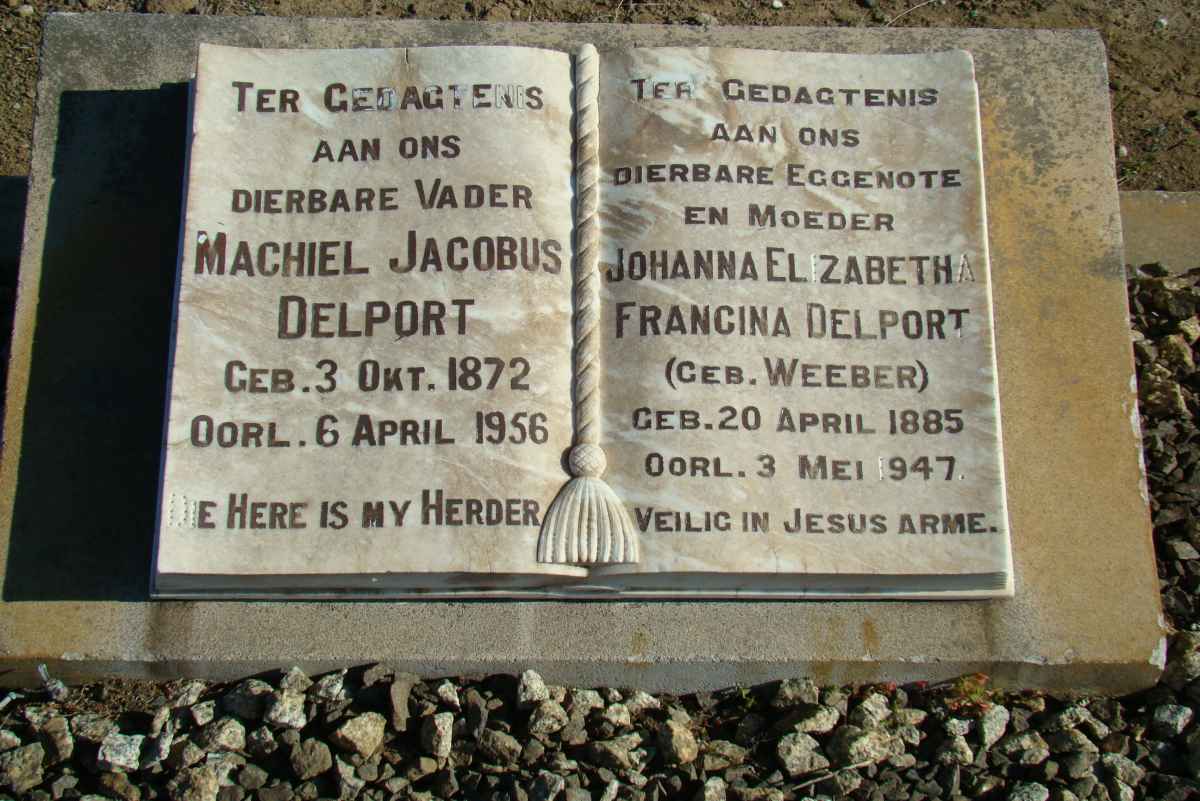 TER GEDAGTENIS
AAN ONS
DIERBARE VADER
MACHIEL JACOBUS
DELPORT
GEB. 3 OKT. 1872
OORL. 6 APRIL 1956
DIE HERE IS MY HERDER
TER GEDAGTENIS
AAN ONS
DIERBARE EGGENOTE
EN MOEDER
JOHANNA ELIZABETHA
FRANCINA DELPORT
(GEB. WEEBER)
GEB. 20 APRIL 1885
OORL. 3 MEI 1947.
VEILIG IN JESUS ARME.